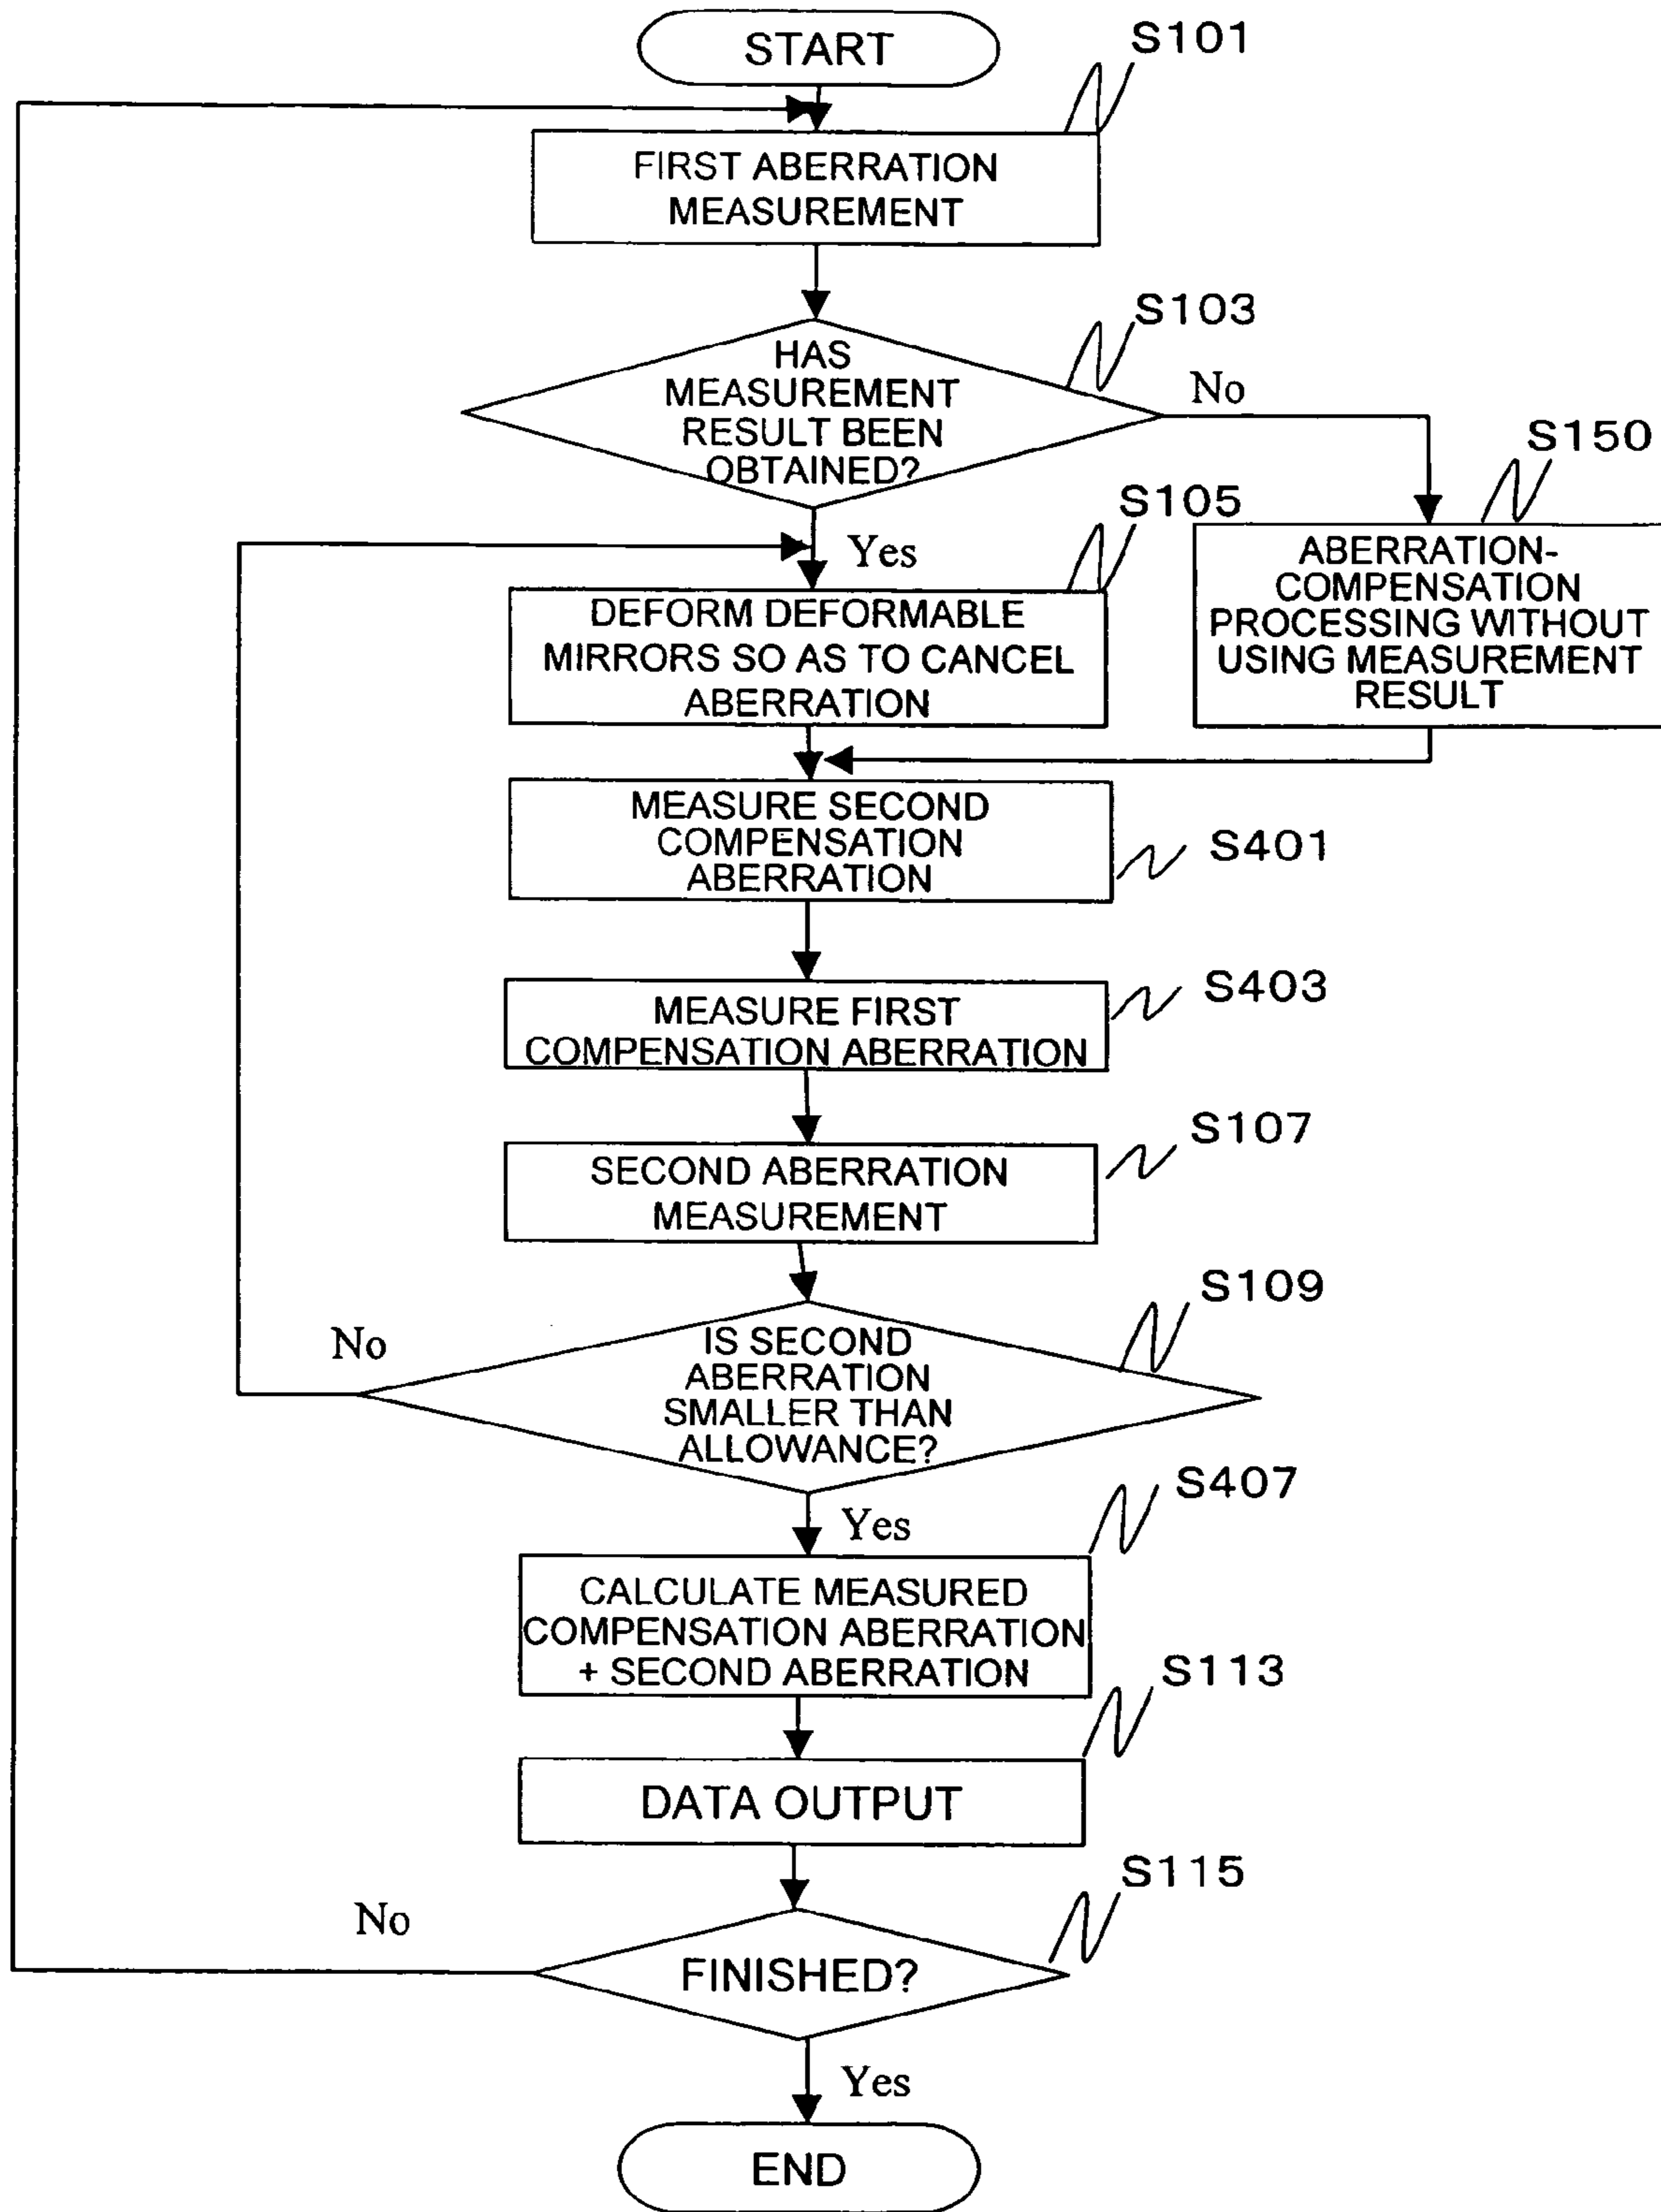 START
S101
FIRST ABERRATION
MEASUREMENT
S103
HAS
MEASUREMENT
RESULT BEEN
OBTAINED?
No
S150
ABERRATION-
COMPENSATION
PROCESSING WITHOUT
USING MEASUREMENT
RESULT
Yes
S105
DEFORM DEFORMABLE
MIRRORS SO AS TO CANCEL
ABERRATION
MEASURE SECOND
COMPENSATION
ABERRATION
S401
MEASURE FIRST
COMPENSATION ABERRATION
S403
SECOND ABERRATION
MEASUREMENT
S107
S109
No
IS SECOND
ABERRATION
SMALLER THAN
ALLOWANCE?
Yes
S407
CALCULATE MEASURED
COMPENSATION ABERRATION
+ SECOND ABERRATION
S113
DATA OUTPUT
S115
No
FINISHED?
Yes
END